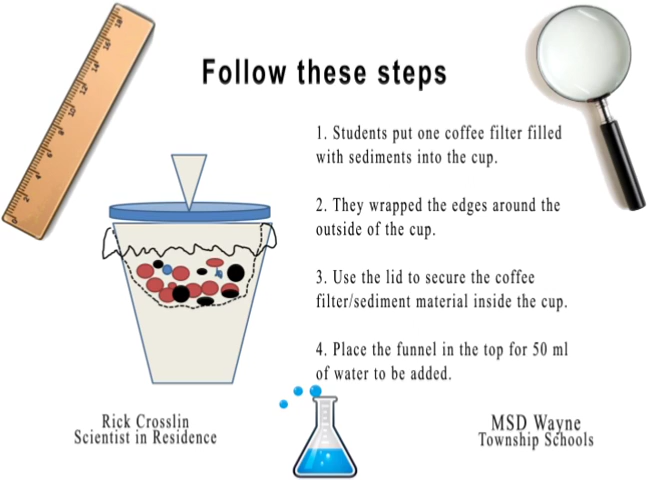 Follow these steps
1. Students put one coffee filter filled
with sediments into the cup.
2. They wrapped the edges around the
outside of the cup.
3. Use the lid to secure the coffee
filter/sediment material inside the cup.
4. Place the funnel in the top for 50 ml
of water to be added.
Rick Crosslin
Scientist in Residence
MSD Wayne
Township Schools